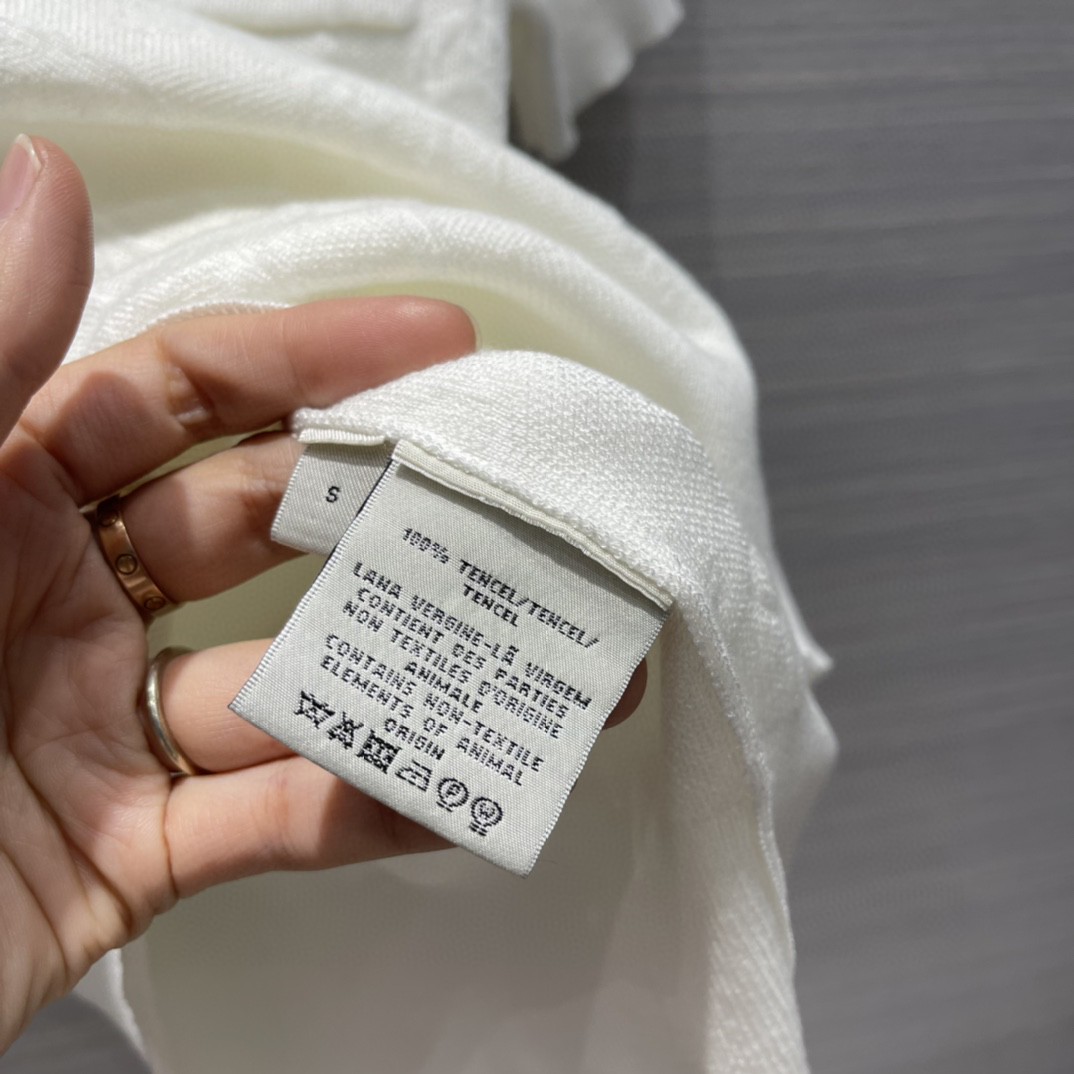 S
100% TENCEL/TENCEL/
TENCEL
LANA VERGINE-LÃ VIRGEM
CONTIENT DES PARTIES
NON TEXTILES D'ORIGINE
ANIMALE
CONTAINS NON-TEXTILE
ELEMENTS OF ANIMAL
ORIGIN
P W